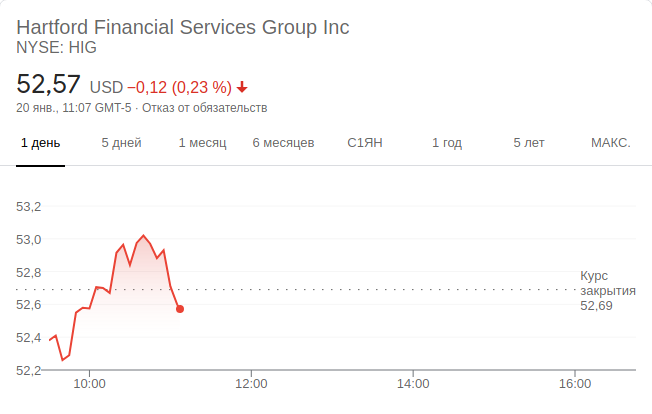 Hartford Financial Services Group Inc
NYSE: HIG
52,57 USD −0,12 (0,23 %)
20 янв., 11:07 GMT-5 · Отказ от обязательств
1 день 5 дней 1 месяц 6 месяцев С1ЯН 1 год 5 лет МАКС.
53,2
53,0
52,8
52,6
52,4
52,2
Курс
закрытия
52,69
10:00 12:00 14:00 16:00